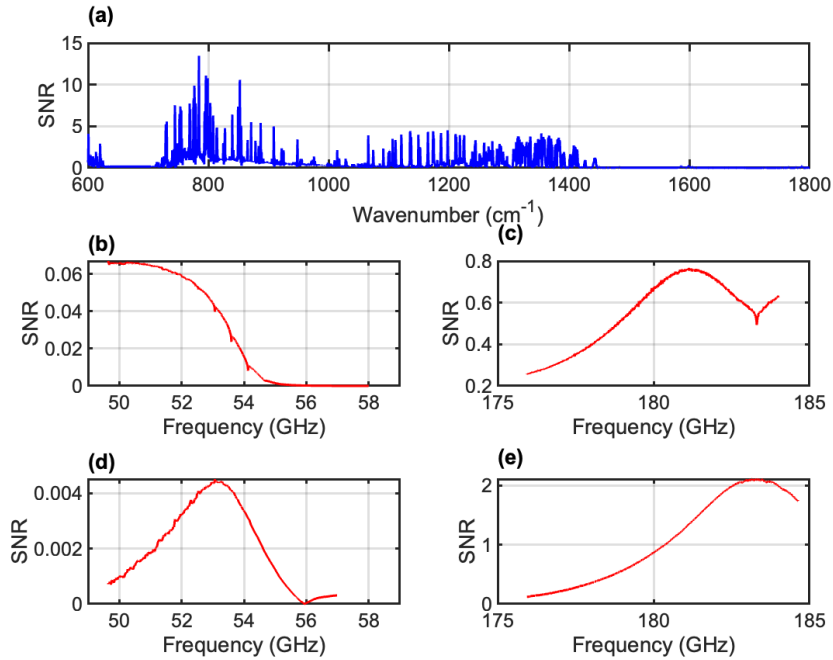 (a)
SNR
15
10
5
0
600 800 1000 1200 1400 1600 1800
Wavenumber (cm⁻¹)
(b)
SNR
0.06
0.04
0.02
0
50 52 54 56 58
Frequency (GHz)
(c)
SNR
0.8
0.6
0.4
0.2
175 180 185
Frequency (GHz)
(d)
SNR
0.004
0.002
0
50 52 54 56 58
Frequency (GHz)
(e)
SNR
2
1
0
175 180 185
Frequency (GHz)